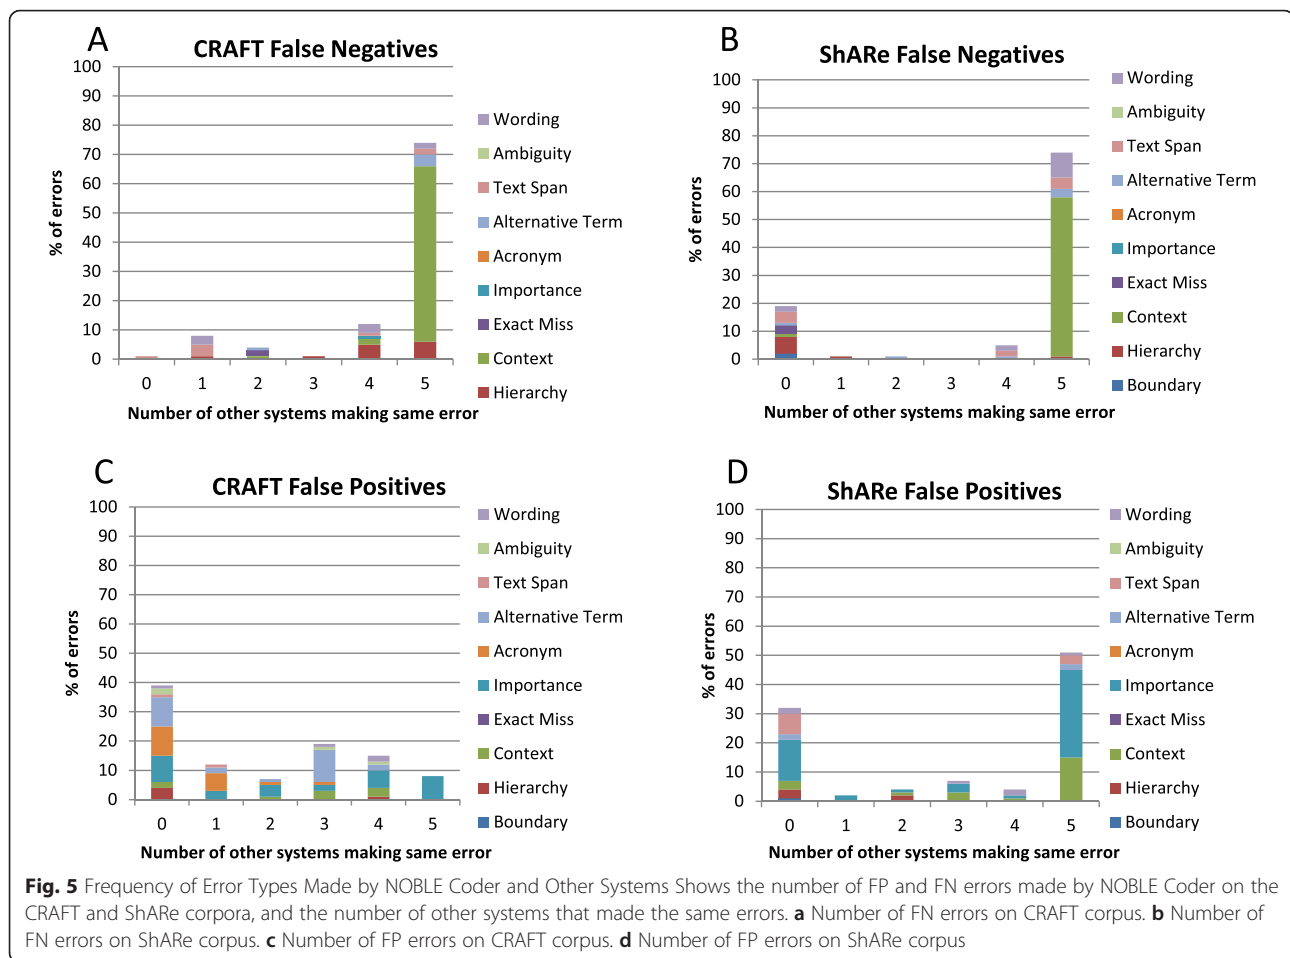 A
CRAFT False Negatives
% of errors
100
90
80
70
60
50
40
30
20
10
0
0 1 2 3 4 5
Number of other systems making same error
Wording
Ambiguity
Text Span
Alternative Term
Acronym
Importance
Exact Miss
Context
Hierarchy
B
ShARe False Negatives
% of errors
100
90
80
70
60
50
40
30
20
10
0
0 1 2 3 4 5
Number of other systems making same error
Wording
Ambiguity
Text Span
Alternative Term
Acronym
Importance
Exact Miss
Context
Hierarchy
Boundary
C
CRAFT False Positives
% of errors
100
90
80
70
60
50
40
30
20
10
0
0 1 2 3 4 5
Number of other systems making same error
Wording
Ambiguity
Text Span
Alternative Term
Acronym
Importance
Exact Miss
Context
Hierarchy
Boundary
D
ShARe False Positives
% of errors
100
90
80
70
60
50
40
30
20
10
0
0 1 2 3 4 5
Number of other systems making same error
Wording
Ambiguity
Text Span
Alternative Term
Acronym
Importance
Exact Miss
Context
Hierarchy
Boundary
Fig. 5 Frequency of Error Types Made by NOBLE Coder and Other Systems Shows the number of FP and FN errors made by NOBLE Coder on the
CRAFT and ShARe corpora, and the number of other systems that made the same errors. a Number of FN errors on CRAFT corpus. b Number of
FN errors on ShARe corpus. c Number of FP errors on CRAFT corpus. d Number of FP errors on ShARe corpus